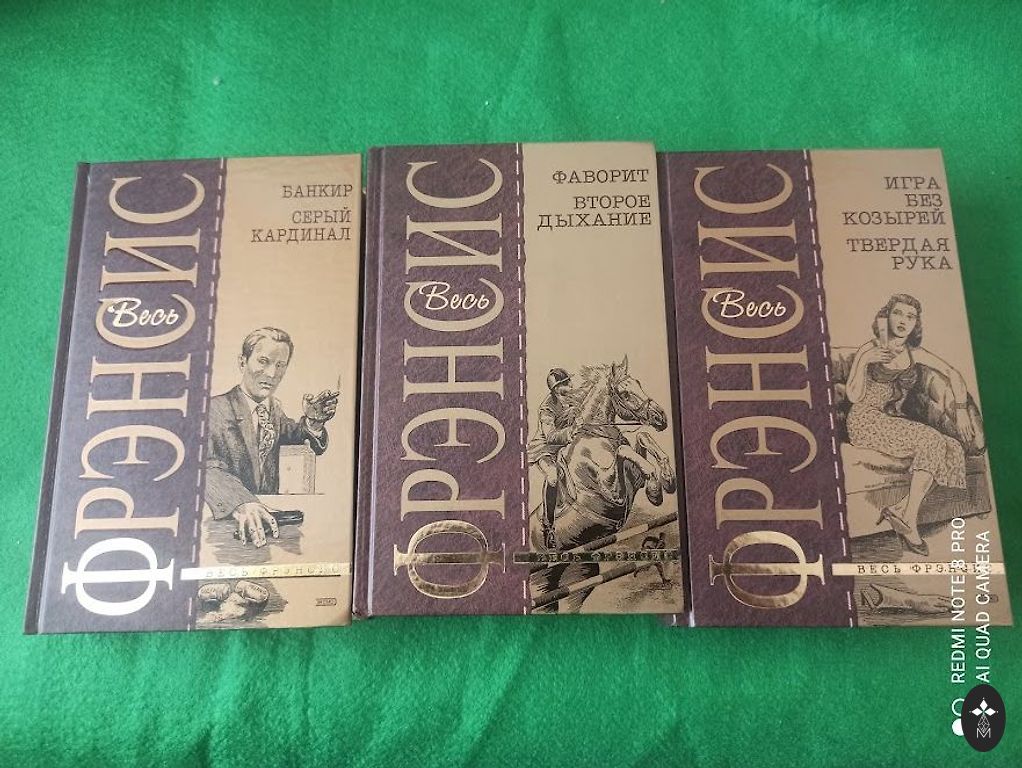 ФРЭНСИС
Весь
БАНКИР
СЕРЫЙ
КАРДИНАЛ
ВЕСЬ ФРЭНСИС
ФРЭНСИС
Весь
ФАВОРИТ
ВТОРОЕ
ДЫХАНИЕ
ВЕСЬ ФРЭНСИС
ФРЭНСИС
Весь
ИГРА
БЕЗ
КОЗЫРЕЙ
ТВЕРДАЯ
РУКА
ВЕСЬ ФРЭНСИС
REDMI NOTE 8 PRO
AI QUAD CAMERA
M